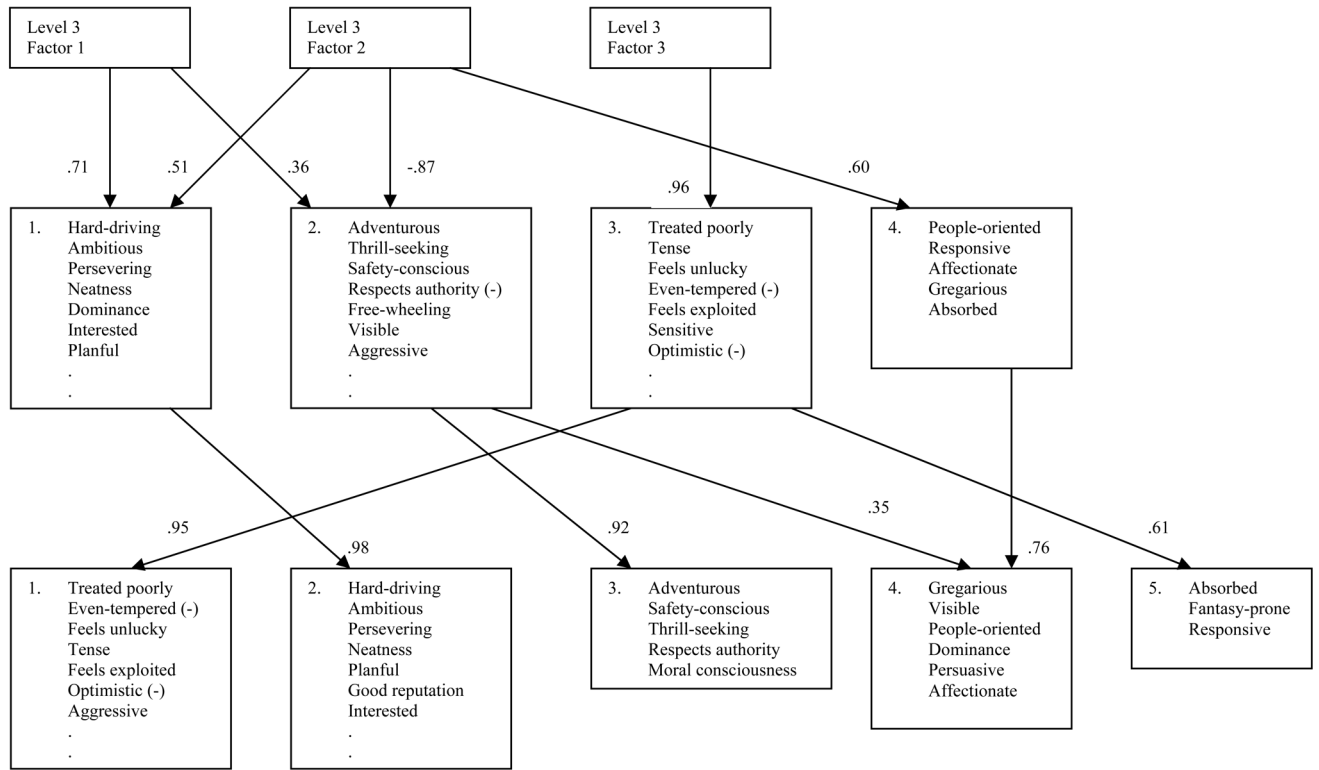 Level 3
Factor 1
Level 3
Factor 2
Level 3
Factor 3
.71
.51
.36
-.87
.96
.60
1. Hard-driving
Ambitious
Persevering
Neatness
Dominance
Interested
Planful
.
.
2. Adventurous
Thrill-seeking
Safety-conscious
Respects authority (-)
Free-wheeling
Visible
Aggressive
.
.
3. Treated poorly
Tense
Feels unlucky
Even-tempered (-)
Feels exploited
Sensitive
Optimistic (-)
.
.
4. People-oriented
Responsive
Affectionate
Gregarious
Absorbed
.95
.98
.92
.35
.76
.61
1. Treated poorly
Even-tempered (-)
Feels unlucky
Tense
Feels exploited
Optimistic (-)
Aggressive
.
.
2. Hard-driving
Ambitious
Persevering
Neatness
Planful
Good reputation
Interested
.
.
3. Adventurous
Safety-conscious
Thrill-seeking
Respects authority
Moral consciousness
4. Gregarious
Visible
People-oriented
Dominance
Persuasive
Affectionate
5. Absorbed
Fantasy-prone
Responsive